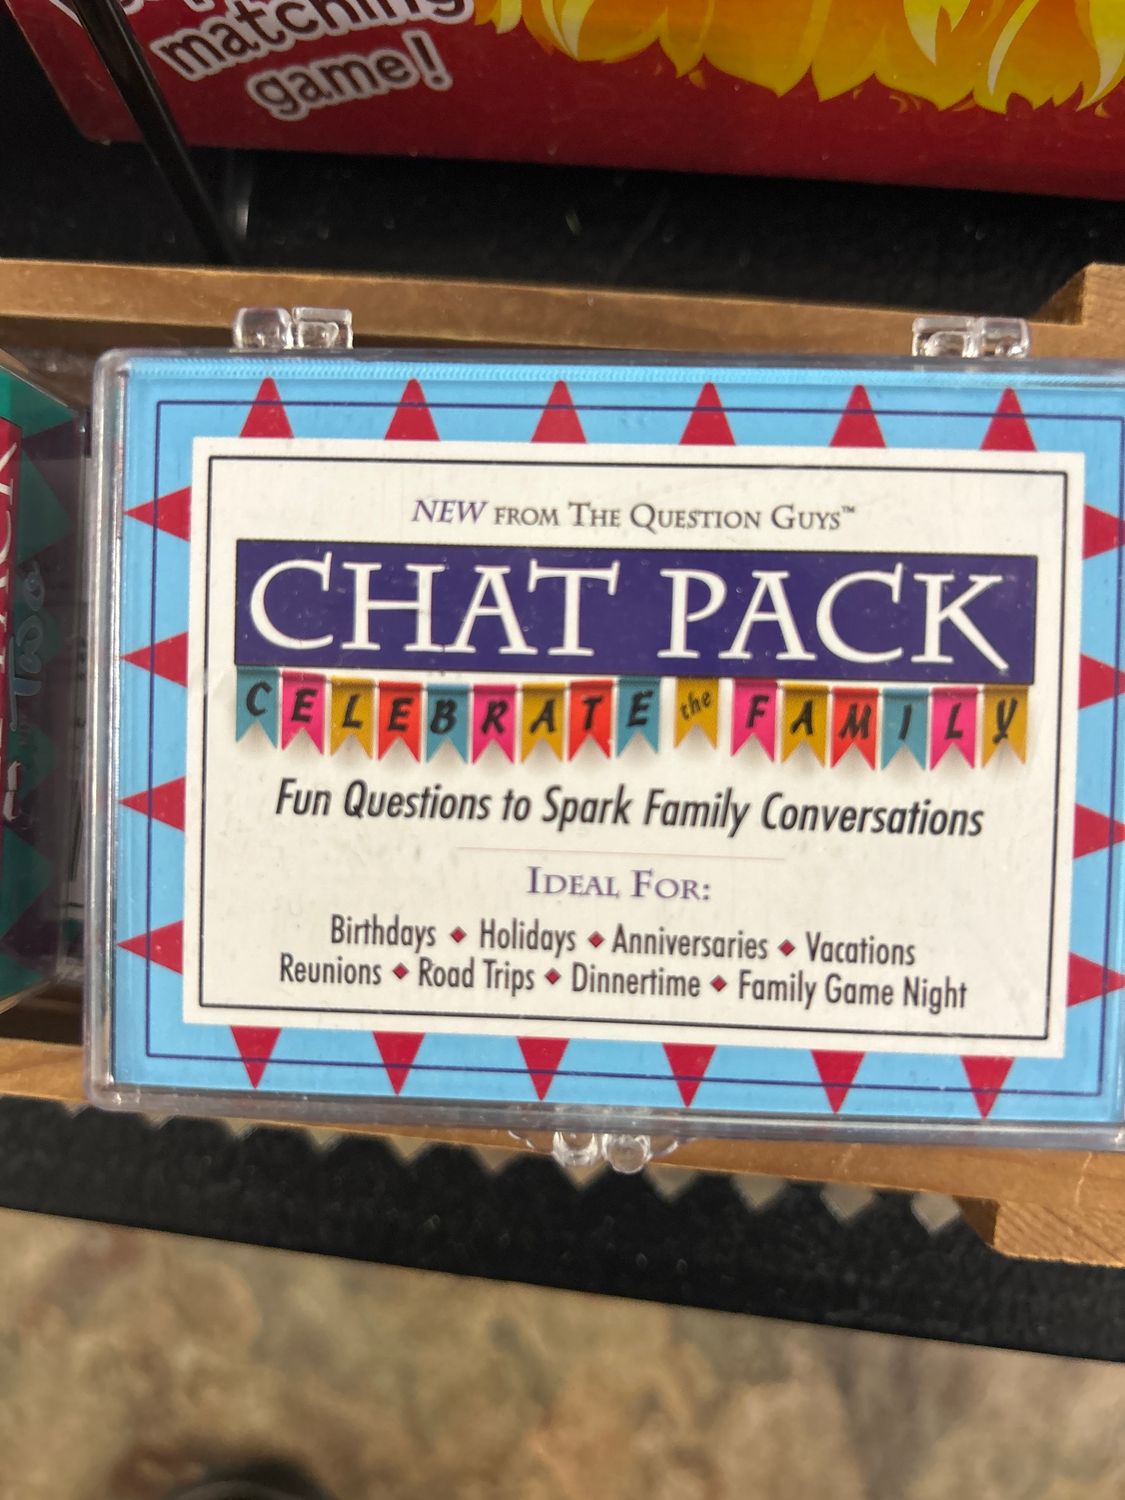 matching
game!
NEW FROM THE QUESTION GUYS™
CHAT PACK
CELEBRATE the FAMILY
Fun Questions to Spark Family Conversations
IDEAL FOR:
Birthdays ◆ Holidays ◆ Anniversaries ◆ Vacations
Reunions ◆ Road Trips ◆ Dinnertime ◆ Family Game Night